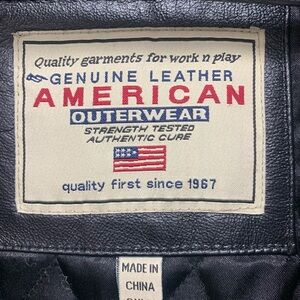 Quality garments for work n play
GENUINE LEATHER
AMERICAN
OUTERWEAR
STRENGTH TESTED
AUTHENTIC CURE
quality first since 1967
MADE IN
CHINA